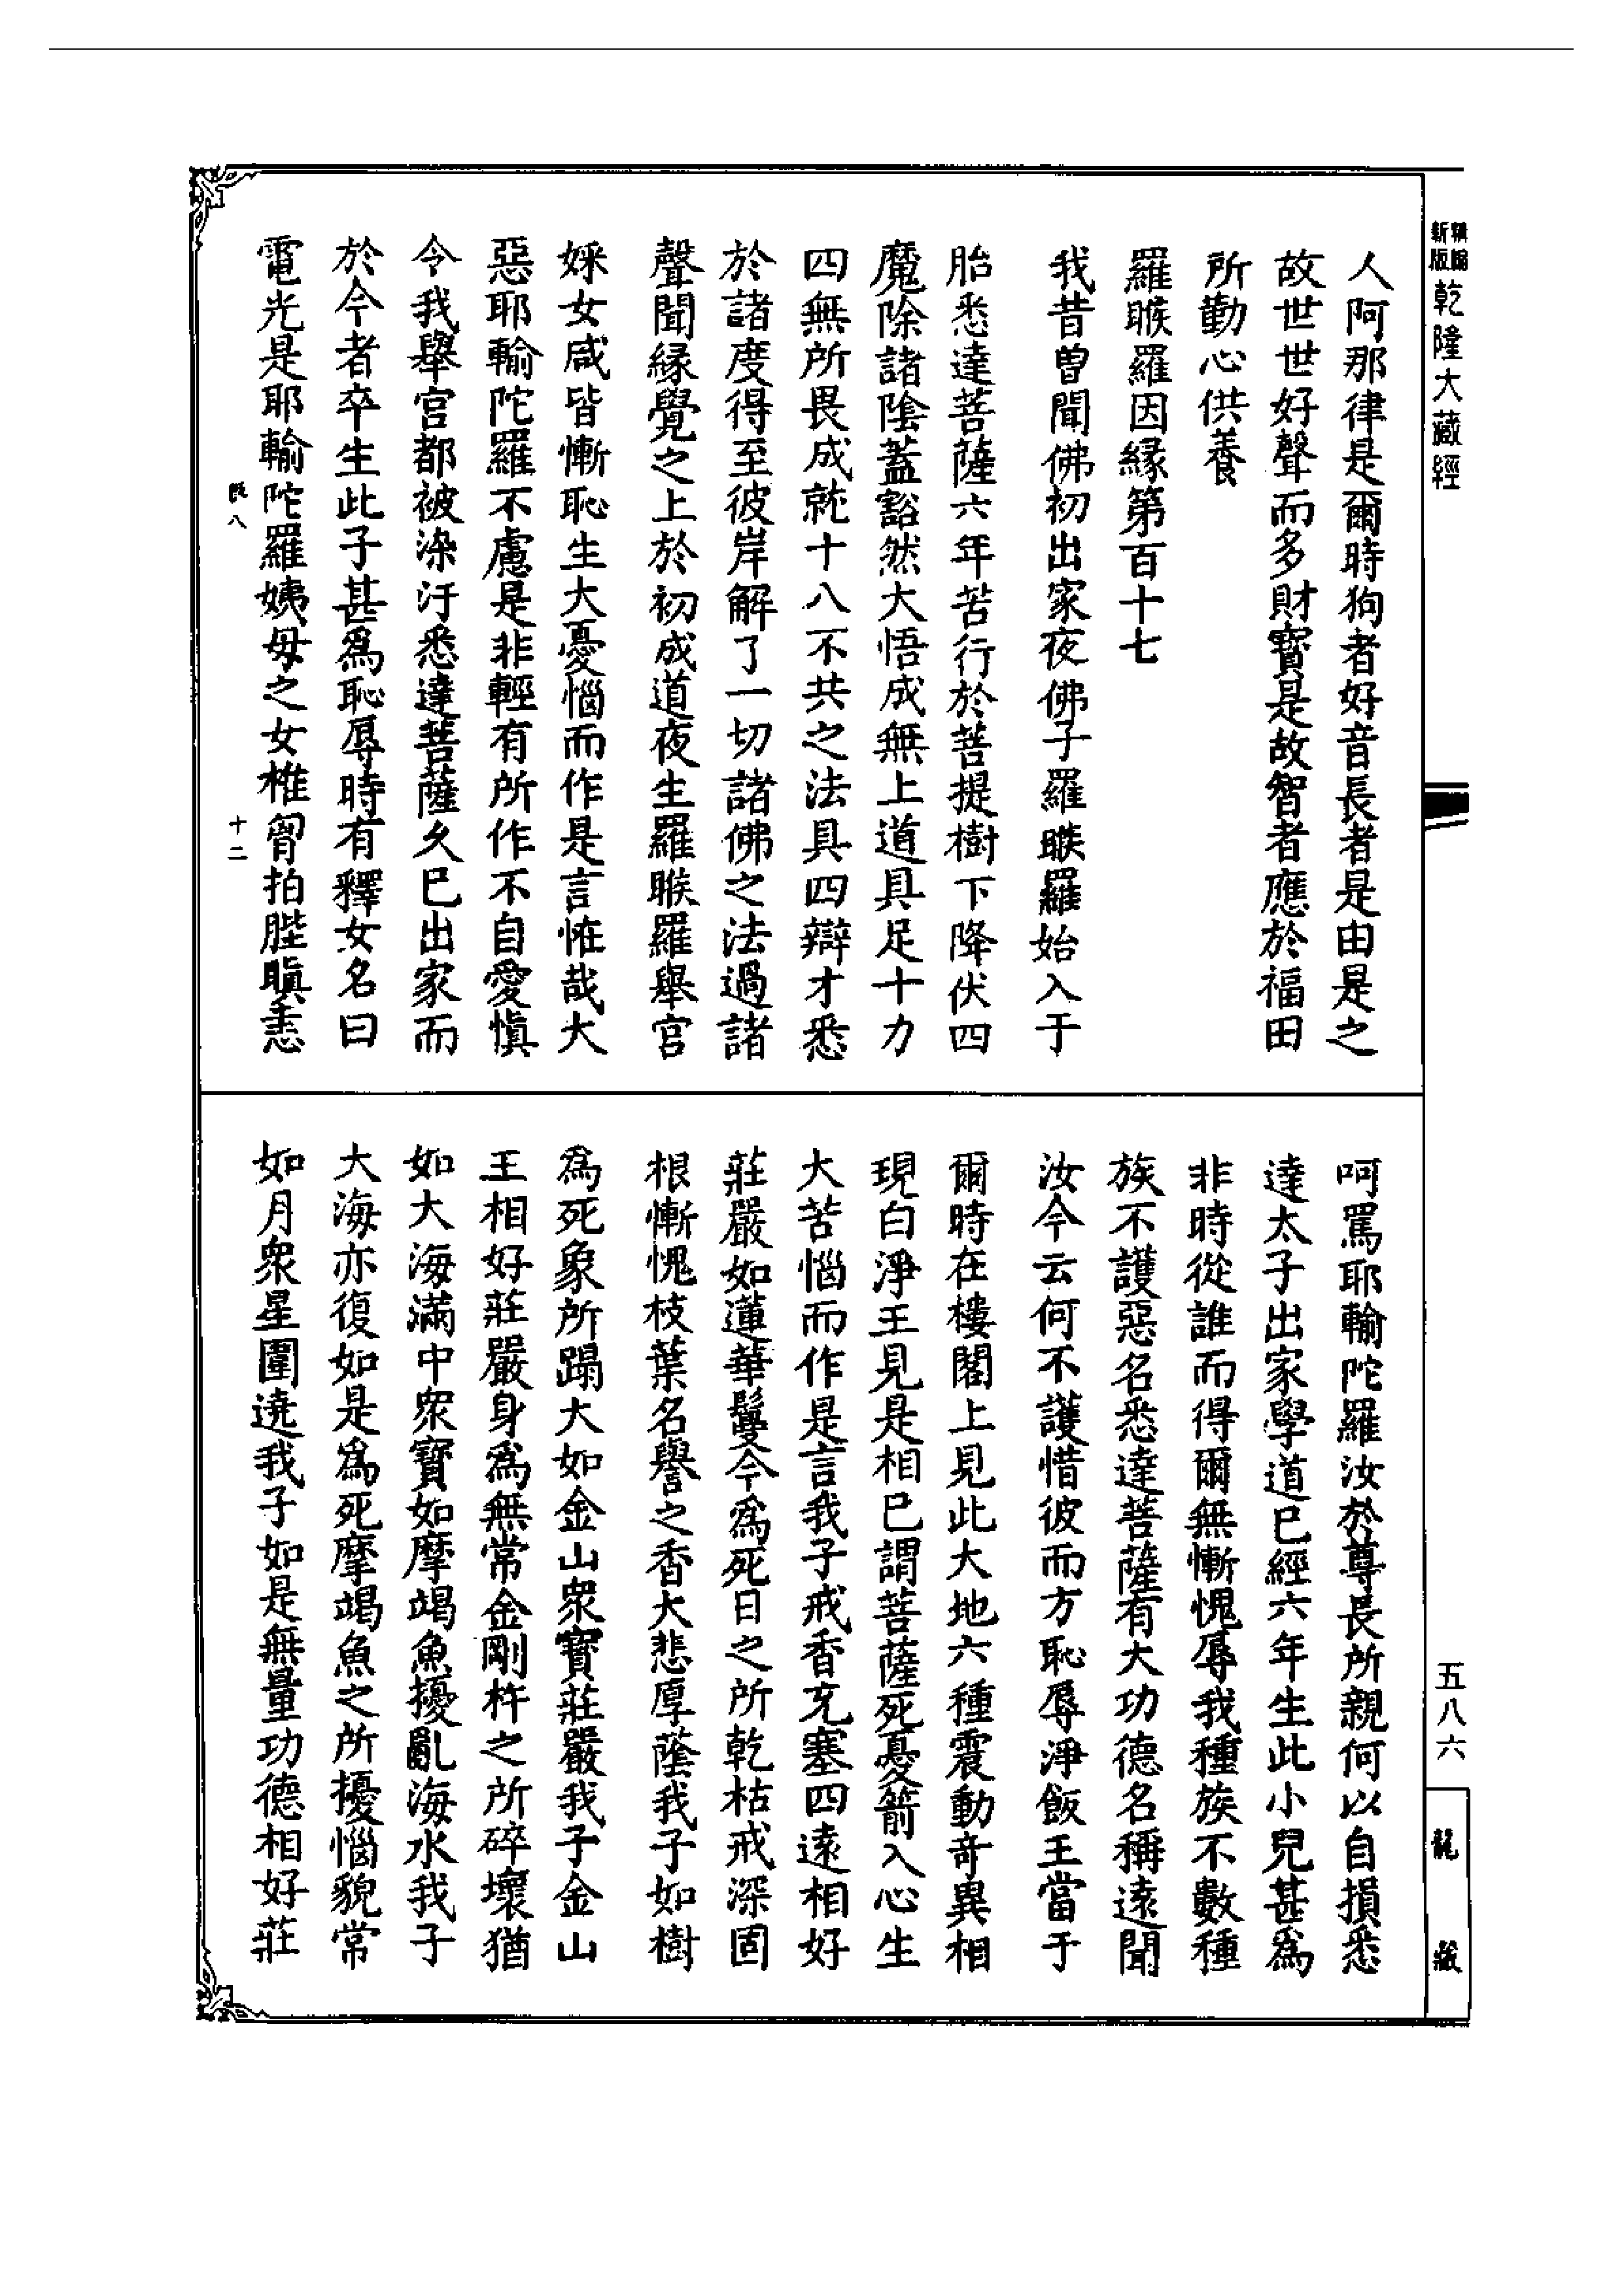 新編
新版
乾隆大藏經
人阿那律是爾時狗者好音長者是由是之
故世世好聲而多財寶是故智者應於福田
所勤心供養
羅睺羅因緣第百十七
我昔曾聞佛初出家夜佛子羅睺羅始入于
胎悉達菩薩六年苦行於菩提樹下降伏四
魔除諸陰蓋豁然大悟成無上道具足十力
四無所畏成就十八不共之法具四辯才悉
於諸度得至彼岸解了一切諸佛之法過諸
聲聞緣覺之上於初成道夜生羅睺羅舉宮
婇女咸皆慚恥生大憂惱而作是言怪哉大
惡耶輸陀羅不慮是非輕有所作不自愛慎
令我舉宮都被染汙悉達菩薩久已出家而
於今者卒生此子甚為恥辱時有釋女名曰
電光是耶輸陀羅姨母之女椎胷拍髀瞋恚
呵罵耶輸陀羅汝於尊長所親何以自損悉
達太子出家學道已經六年生此小兒甚為
非時從誰而得爾無慚愧辱我種族不數種
族不護惡名悉達菩薩有大功德名稱遠聞
汝今云何不護惜彼而方恥辱淨飯王當于
爾時在樓閣上見此大地六種震動奇異相
現白淨王見是相已謂菩薩死憂箭入心生
大苦惱而作是言我子戒香充塞四遠相好
莊嚴如蓮華鬘今為死日之所乾枯戒深固
根慚愧枝葉名譽之香大悲厚蔭我子如樹
為死象所蹋大如金山眾寶莊嚴我子金山
王相好莊嚴身為無常金剛杵之所碎壞猶
如大海滿中眾寶如摩竭魚擾亂海水我子
大海亦復如是為死摩竭魚之所擾惱貌常
如月眾星圍遶我子如是無量功德相好莊
既八
十二
五八六
龍藏